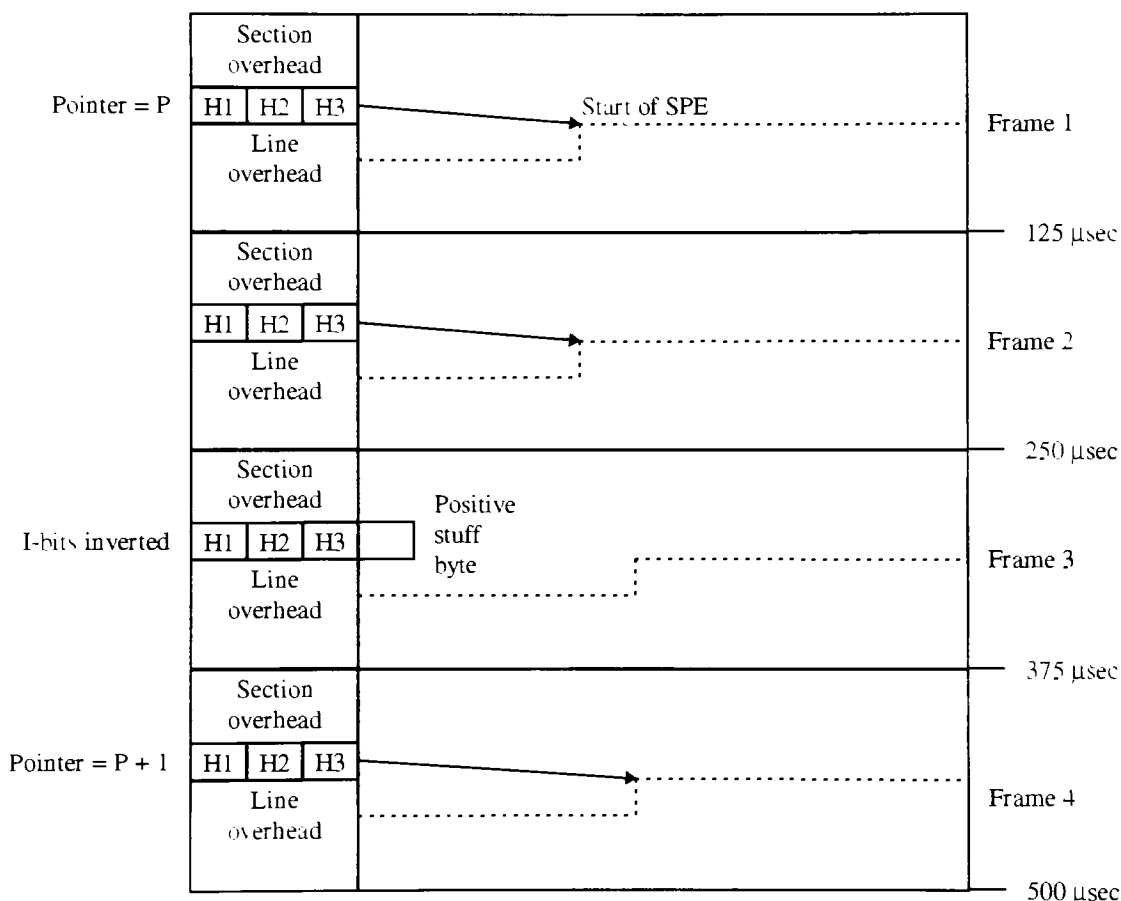 Section
overhead
Pointer = P
H1 H2 H3
Start of SPE
Frame 1
Line
overhead
125 μsec
Section
overhead
H1 H2 H3
Frame 2
Line
overhead
250 μsec
Section
overhead
Positive
stuff
byte
I-bits inverted
H1 H2 H3
Frame 3
Line
overhead
375 μsec
Section
overhead
Pointer = P + 1
H1 H2 H3
Frame 4
Line
overhead
500 μsec